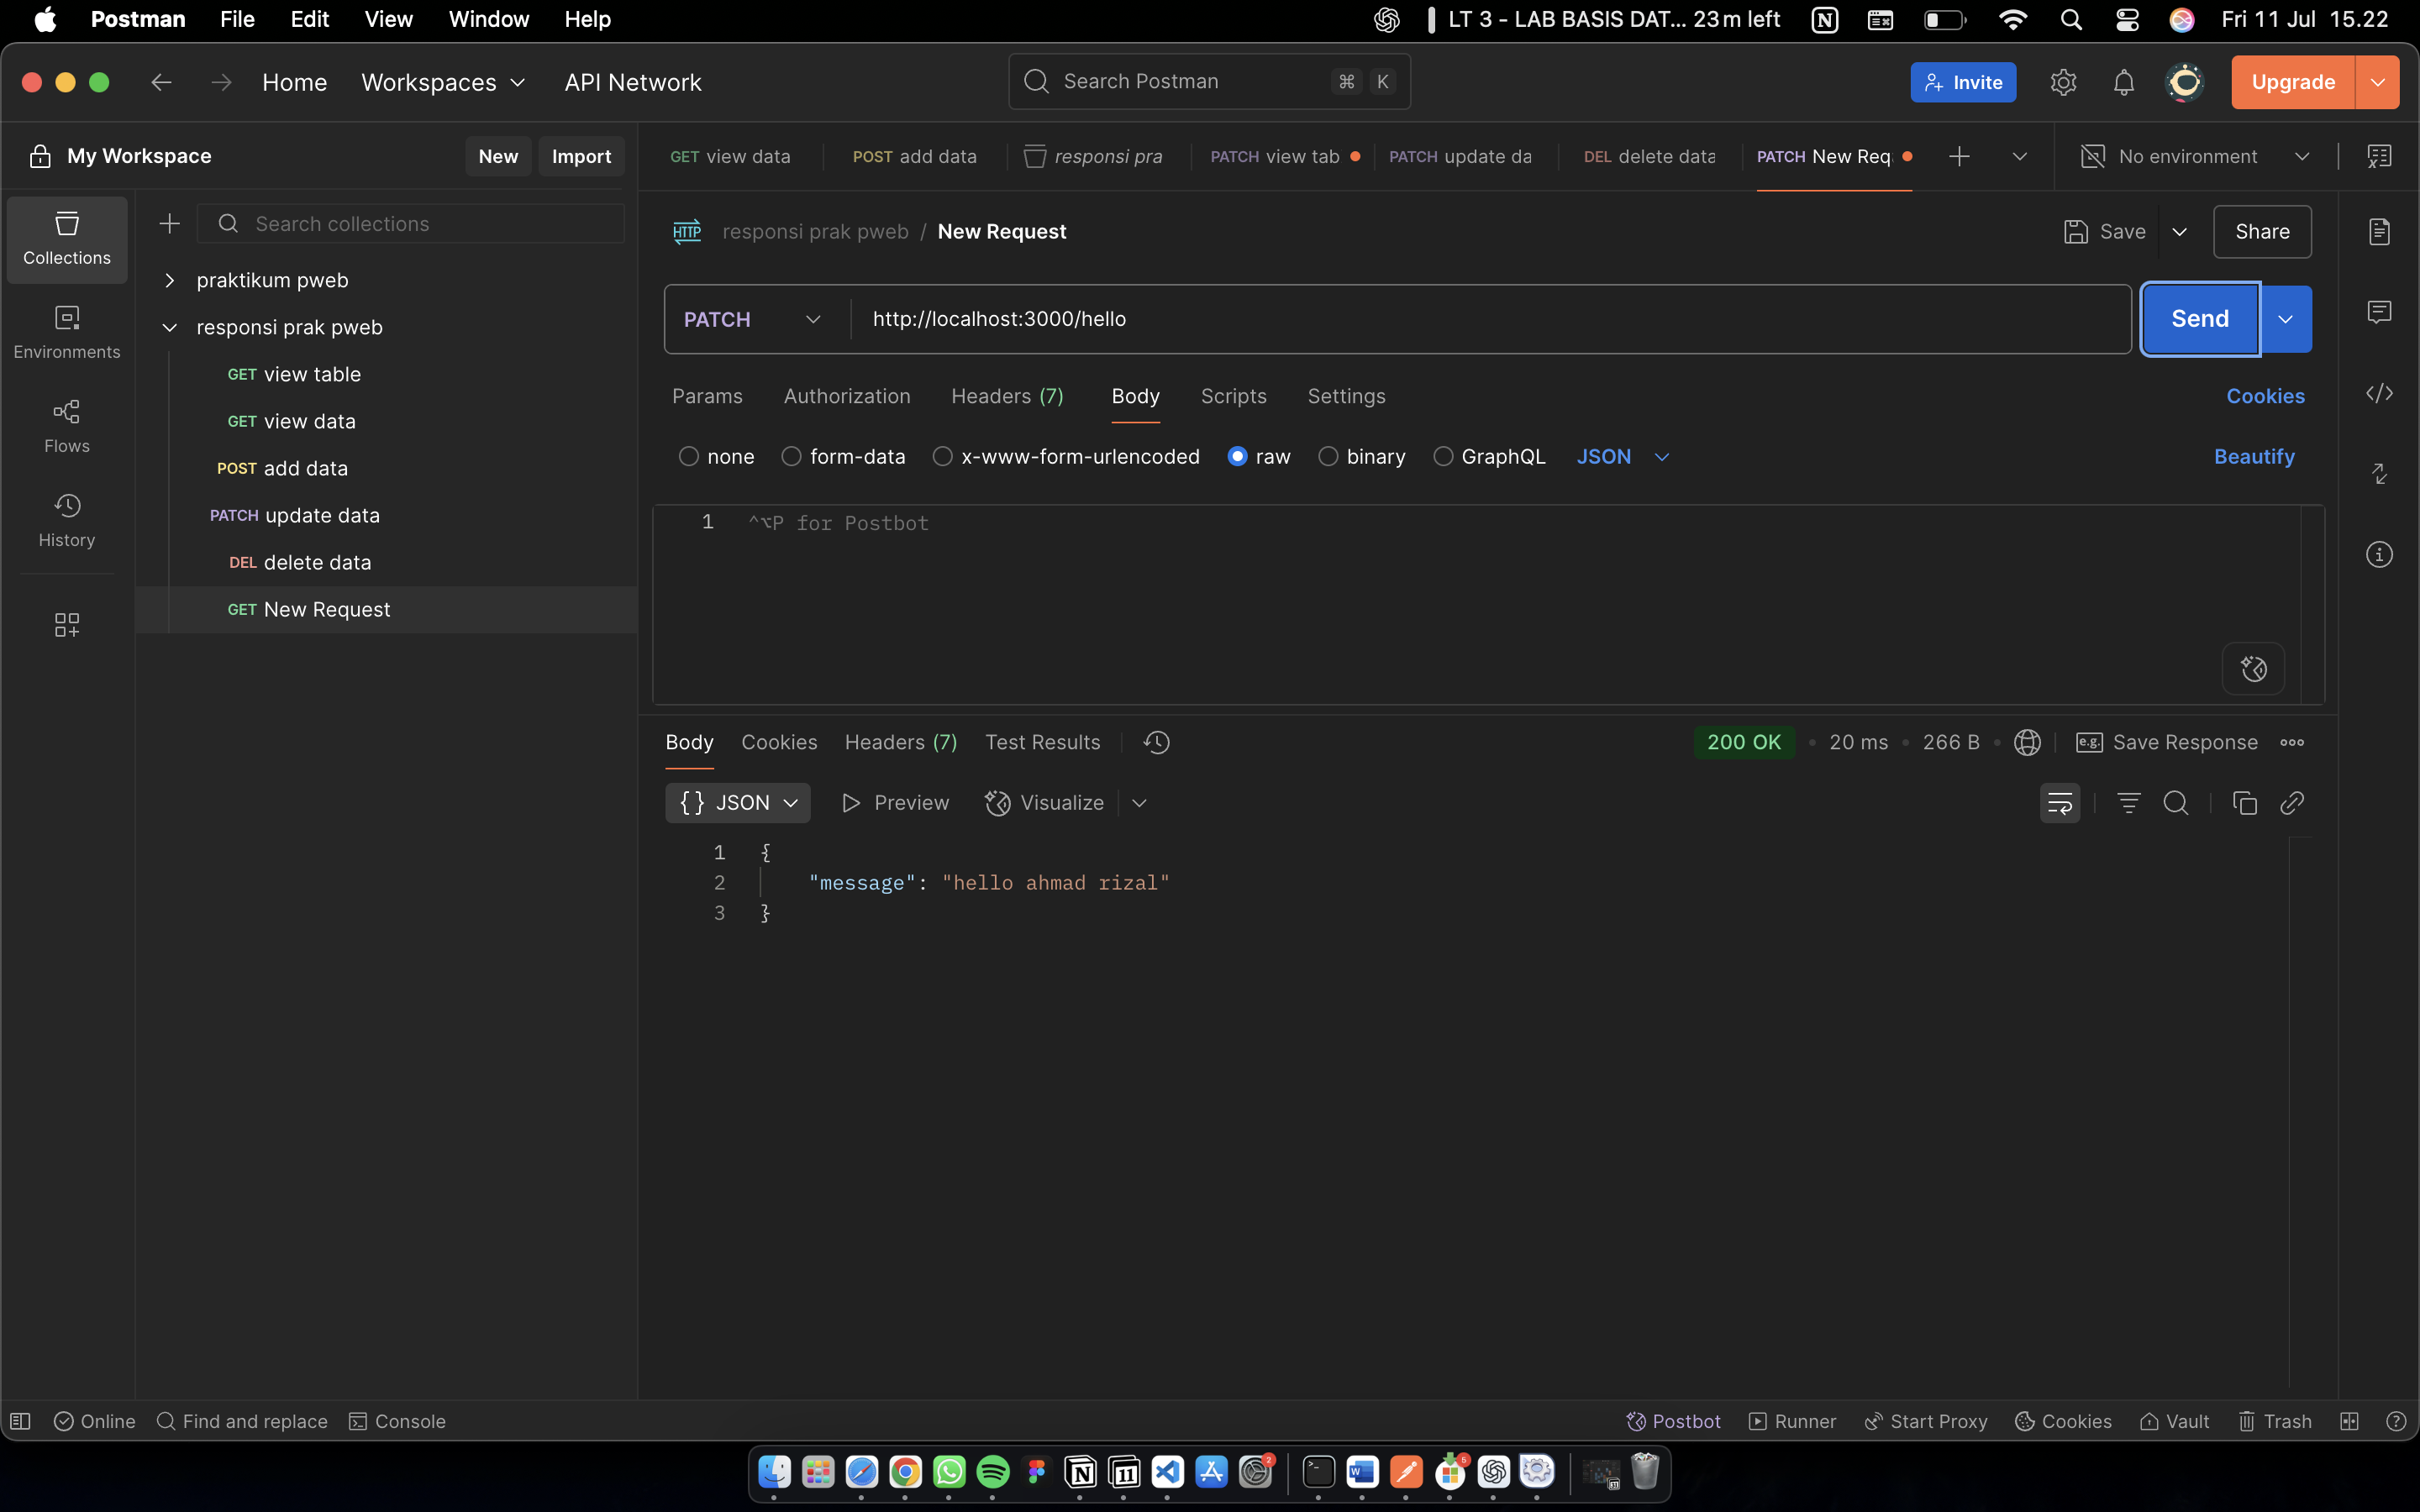 Postman File Edit View Window Help LT 3 - LAB BASIS DAT... 23 m left Fri 11 Jul 15.22
Home Workspaces API Network Search Postman ⌘ K Invite Upgrade
My Workspace New Import
GET view data POST add data responsi pra PATCH view tab PATCH update da DEL delete data PATCH New Req No environment
Collections
Environments
Flows
History
Search collections
praktikum pweb
responsi prak pweb
GET view table
GET view data
POST add data
PATCH update data
DEL delete data
GET New Request
HTTP responsi prak pweb / New Request Save Share
PATCH http://localhost:3000/hello Send
Params Authorization Headers (7) Body Scripts Settings Cookies
none form-data x-www-form-urlencoded raw binary GraphQL JSON Beautify
1 ^⌥P for Postbot
Body Cookies Headers (7) Test Results 200 OK • 20 ms • 266 B • e.g. Save Response
{} JSON Preview Visualize
1 {
2 "message": "hello ahmad rizal"
3 }
Online Find and replace Console Postbot Runner Start Proxy Cookies Vault Trash